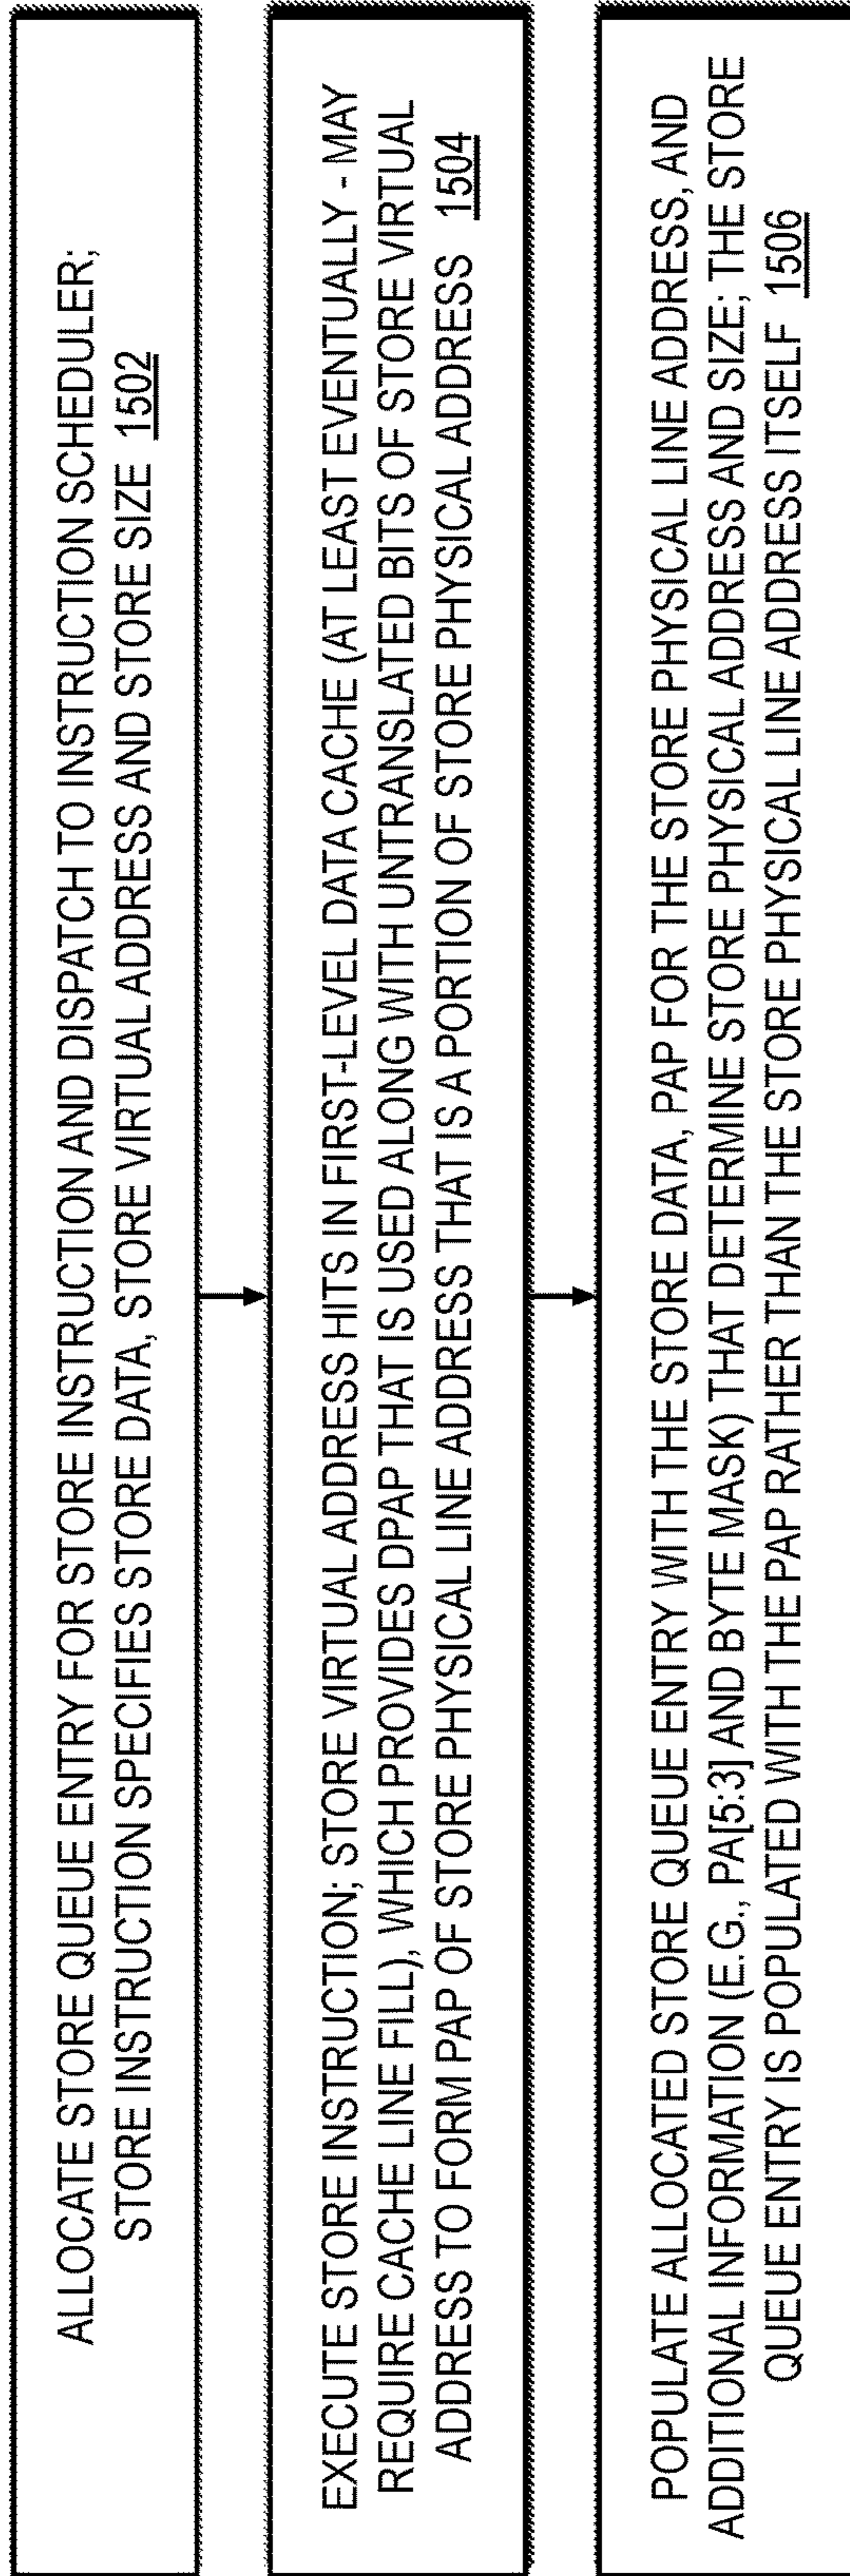 ALLOCATE STORE QUEUE ENTRY FOR STORE INSTRUCTION AND DISPATCH TO INSTRUCTION SCHEDULER;
STORE INSTRUCTION SPECIFIES STORE DATA, STORE VIRTUAL ADDRESS AND STORE SIZE 1502
EXECUTE STORE INSTRUCTION; STORE VIRTUAL ADDRESS HITS IN FIRST-LEVEL DATA CACHE (AT LEAST EVENTUALLY - MAY
REQUIRE CACHE LINE FILL), WHICH PROVIDES DPAP THAT IS USED ALONG WITH UNTRANSLATED BITS OF STORE VIRTUAL
ADDRESS TO FORM PAP OF STORE PHYSICAL LINE ADDRESS THAT IS A PORTION OF STORE PHYSICAL ADDRESS 1504
POPULATE ALLOCATED STORE QUEUE ENTRY WITH THE STORE DATA, PAP FOR THE STORE PHYSICAL LINE ADDRESS, AND
ADDITIONAL INFORMATION (E.G., PA[5:3] AND BYTE MASK) THAT DETERMINE STORE PHYSICAL ADDRESS AND SIZE; THE STORE
QUEUE ENTRY IS POPULATED WITH THE PAP RATHER THAN THE STORE PHYSICAL LINE ADDRESS ITSELF 1506